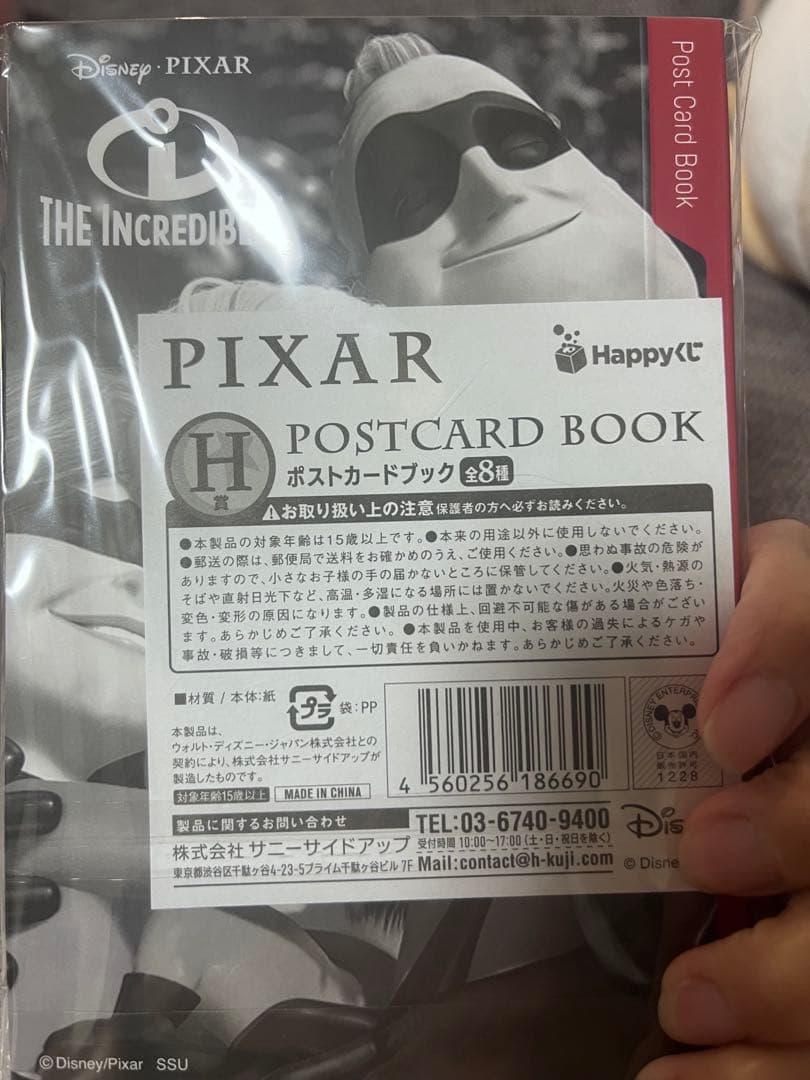 Disney · PIXAR
Post Card Book
THE INCREDIB
PIXAR
Happyくじ
H賞
POSTCARD BOOK
ポストカードブック 全8種
お取り扱い上の注意 保護者の方へ必ずお読みください。
●本製品の対象年齢は15歳以上です。●本来の用途以外に使用しないでください。
●郵送の際は、郵便局で送料をお確かめのうえ、ご使用ください。●思わぬ事故の危険が
ありますので、小さなお子様の手の届かないところに保管してください。●火気・熱源の
そばや直射日光下など、高温・多湿になる場所には置かないでください。火災や色落ち・
変色・変形の原因になります。●製品の仕様上、回避不可能な傷がある場合がござい
ます。あらかじめご了承ください。●本製品を使用中、お客様の過失によるケガや
事故・破損等につきまして、一切責任を負いかねます。あらかじめご了承ください。
■材質 / 本体:紙 プラ 袋:PP
本製品は、
ウォルト・ディズニー・ジャパン株式会社との
契約により、株式会社サニーサイドアップが
製造したものです。
対象年齢15歳以上 MADE IN CHINA
4 560256 186690
©DISNEY ENTERPRI
日本国内
販売許可
1228
製品に関するお問い合わせ
株式会社 サニーサイドアップ
東京都渋谷区千駄ヶ谷4-23-5プライム千駄ヶ谷ビル 7F
TEL:03-6740-9400
受付時間 10:00~17:00 (土・日・祝日を除く)
Mail:contact@h-kuji.com
Dis
©Disne
©Disney/Pixar SSU